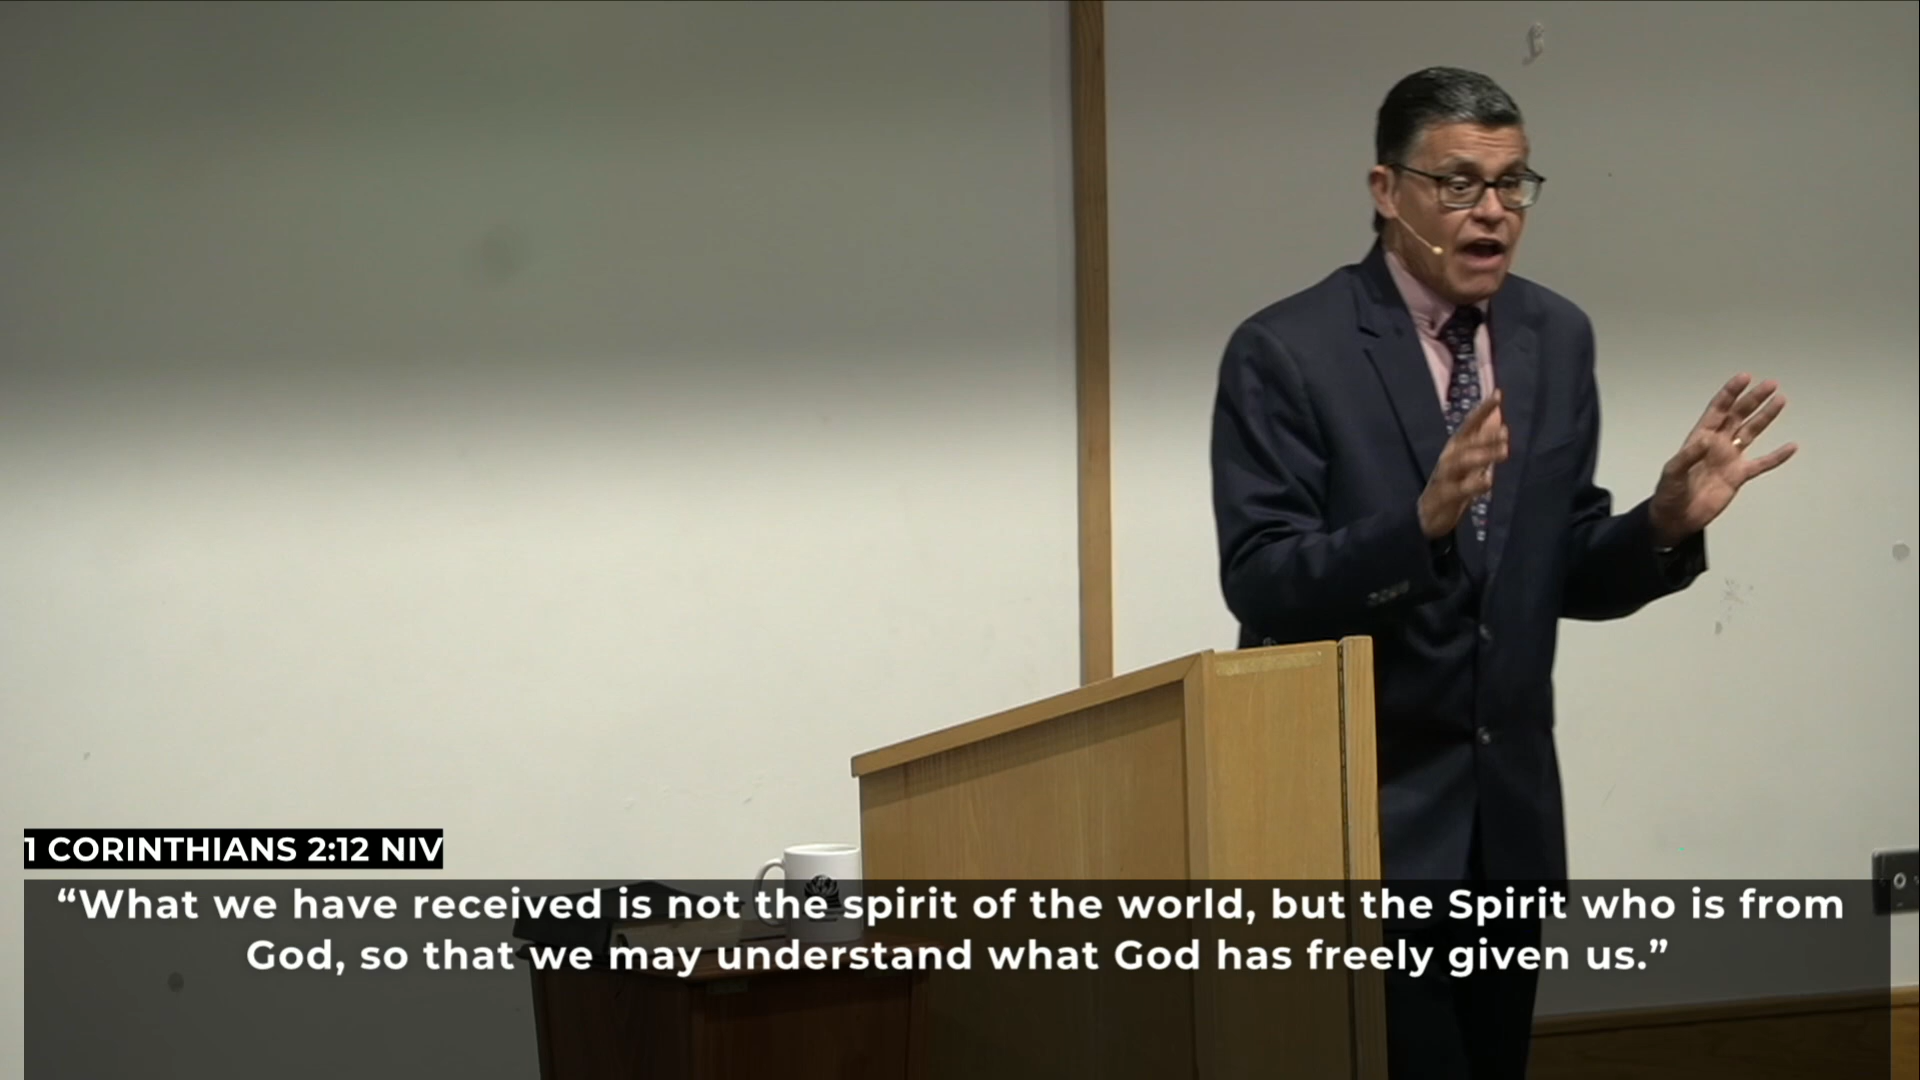 1 CORINTHIANS 2:12 NIV
“What we have received is not the spirit of the world, but the Spirit who is from
God, so that we may understand what God has freely given us.”